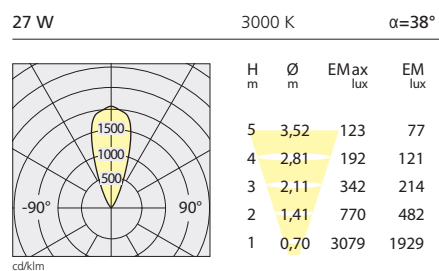 27 W 3000 K α=38°
H Ø EMax EM
m m lux lux
1500
1000
500
-90° 90°
cd/klm
5 3,52 123 77
4 2,81 192 121
3 2,11 342 214
2 1,41 770 482
1 0,70 3079 1929